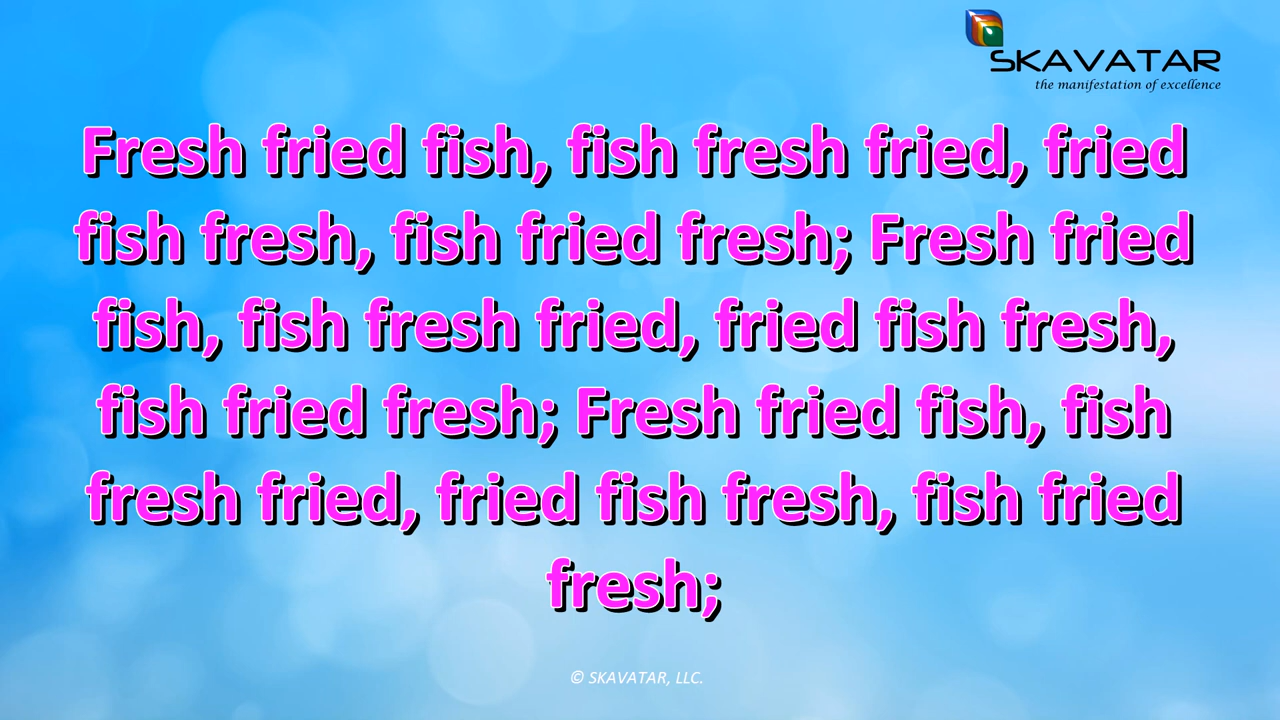 SKAVATAR
the manifestation of excellence
Fresh fried fish, fish fresh fried, fried
fish fresh, fish fried fresh; Fresh fried
fish, fish fresh fried, fried fish fresh,
fish fried fresh; Fresh fried fish, fish
fresh fried, fried fish fresh, fish fried
fresh;
© SKAVATAR, LLC.